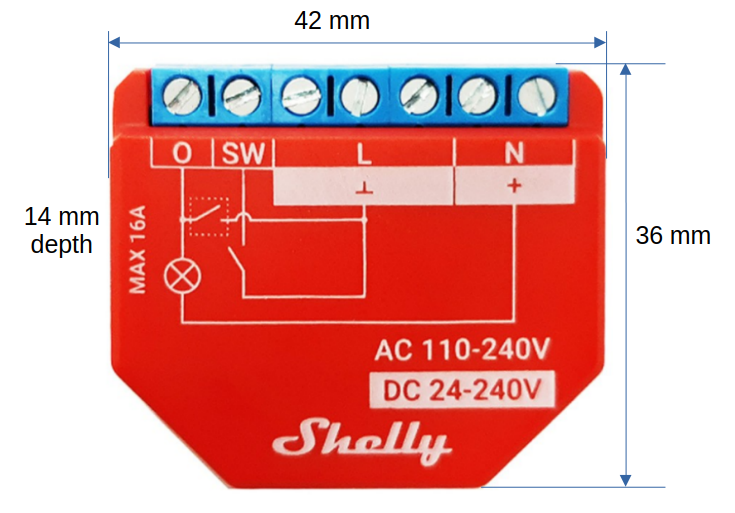 42 mm
O SW L N
⊥ +
14 mm
depth
MAX 16A
36 mm
AC 110-240V
DC 24-240V
Shelly